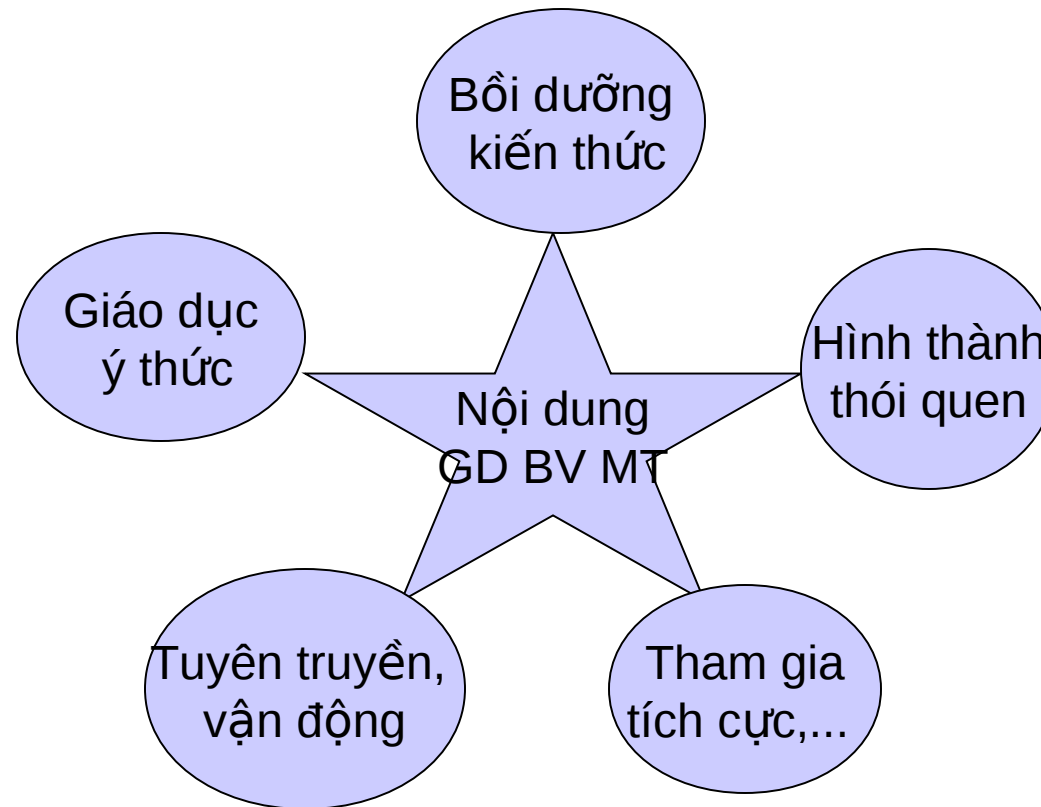 Bồi dưỡng
kiến thức
Giáo dục
ý thức
Hình thành
thói quen
Nội dung
GD BV MT
Tuyên truyền,
vận động
Tham gia
tích cực,...